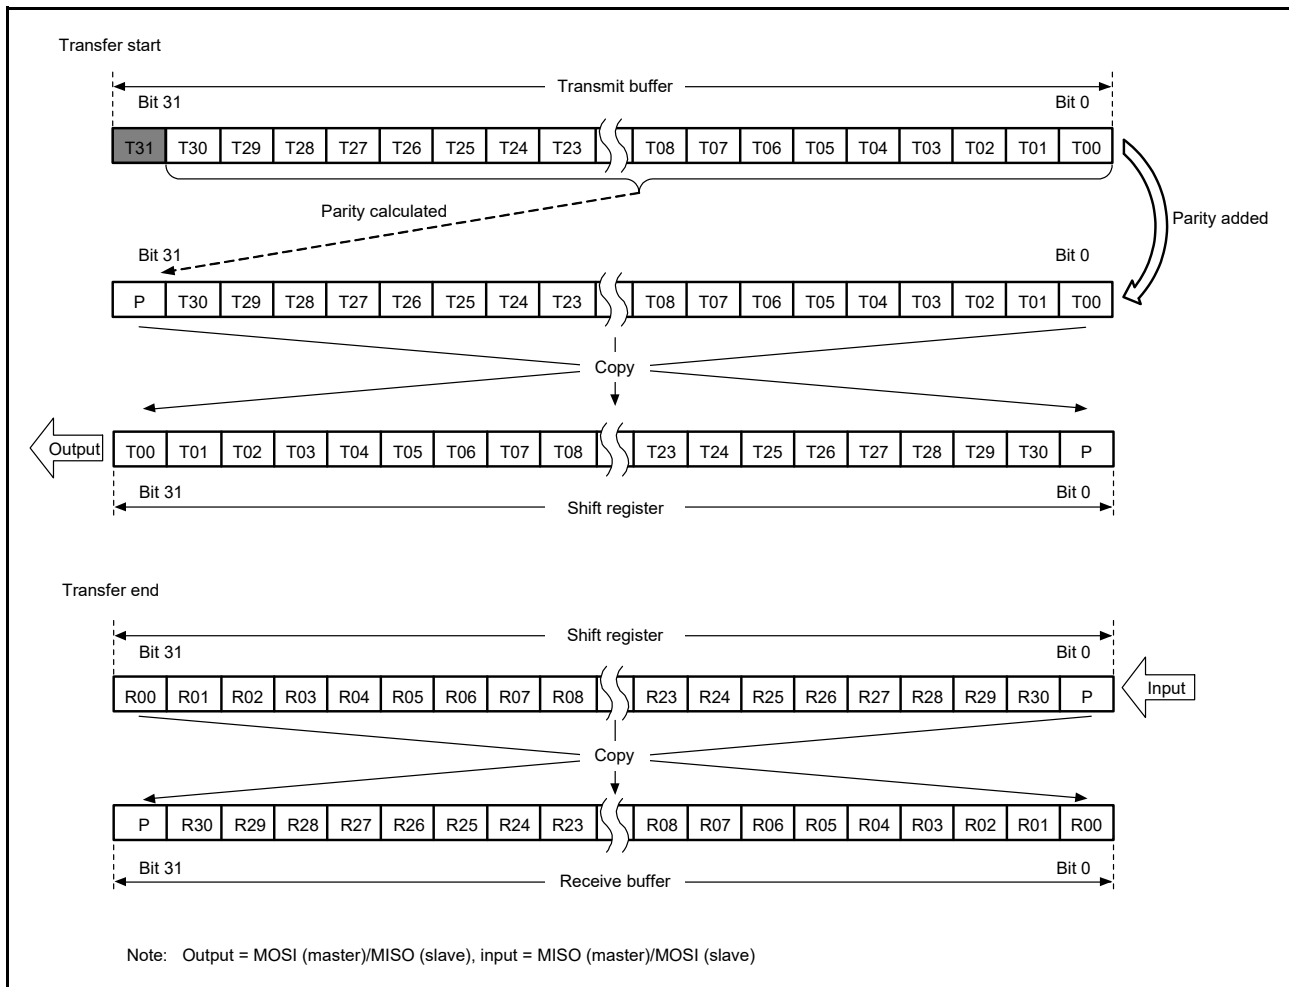 Transfer start
Transmit buffer
Bit 31 Bit 0
T31 T30 T29 T28 T27 T26 T25 T24 T23 T08 T07 T06 T05 T04 T03 T02 T01 T00
Parity calculated
Parity added
Bit 31 Bit 0
P T30 T29 T28 T27 T26 T25 T24 T23 T08 T07 T06 T05 T04 T03 T02 T01 T00
Copy
Output
T00 T01 T02 T03 T04 T05 T06 T07 T08 T23 T24 T25 T26 T27 T28 T29 T30 P
Bit 31 Bit 0
Shift register
Transfer end
Shift register
Bit 31 Bit 0
R00 R01 R02 R03 R04 R05 R06 R07 R08 R23 R24 R25 R26 R27 R28 R29 R30 P
Input
Copy
P R30 R29 R28 R27 R26 R25 R24 R23 R08 R07 R06 R05 R04 R03 R02 R01 R00
Bit 31 Bit 0
Receive buffer
Note: Output = MOSI (master)/MISO (slave), input = MISO (master)/MOSI (slave)